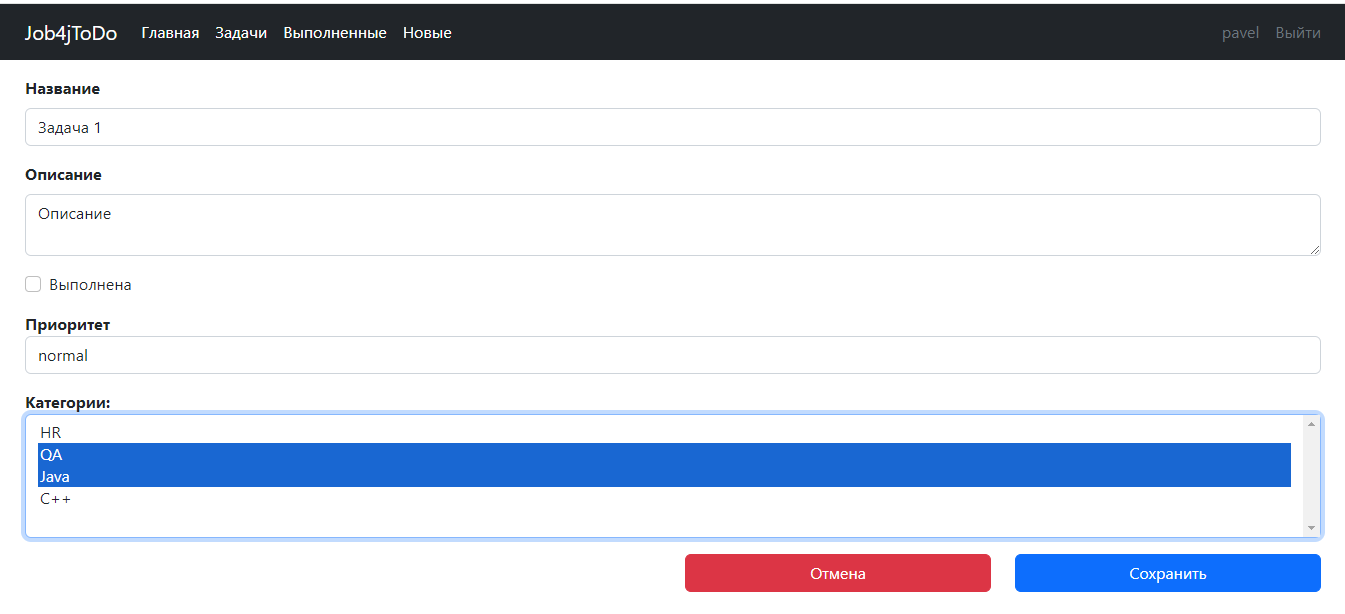 Job4jToDo Главная Задачи Выполненные Новые pavel Выйти
Название
Задача 1
Описание
Описание
Выполнена
Приоритет
normal
Категории:
HR
QA
Java
C++
Отмена Сохранить